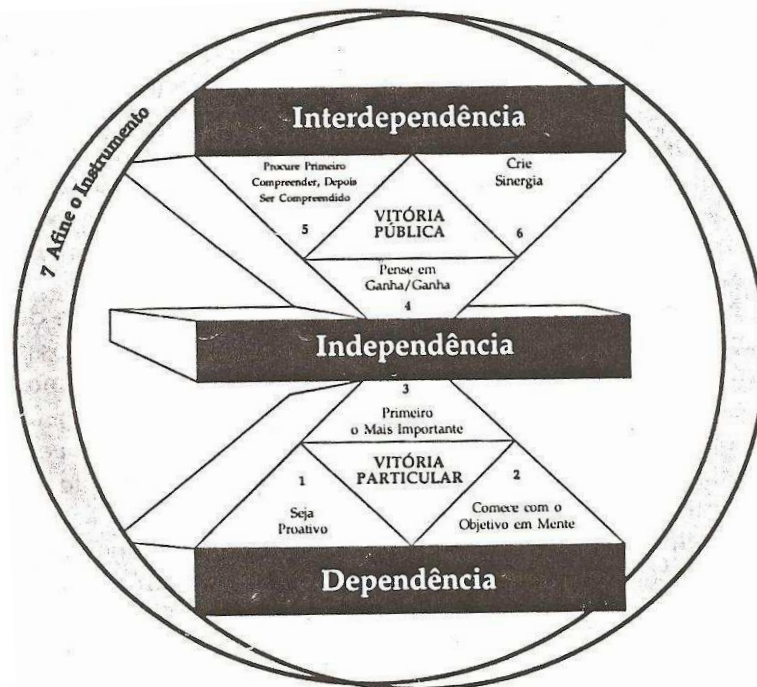 7 Afine o Instrumento
Interdependência
Procure Primeiro
Compreender, Depois
Ser Compreendido
5
VITÓRIA
PÚBLICA
Crie
Sinergia
6
Pense em
Ganha/Ganha
4
Independência
3
Primeiro
o Mais Importante
VITÓRIA
PARTICULAR
1
Seja
Proativo
2
Comece com o
Objetivo em Mente
Dependência